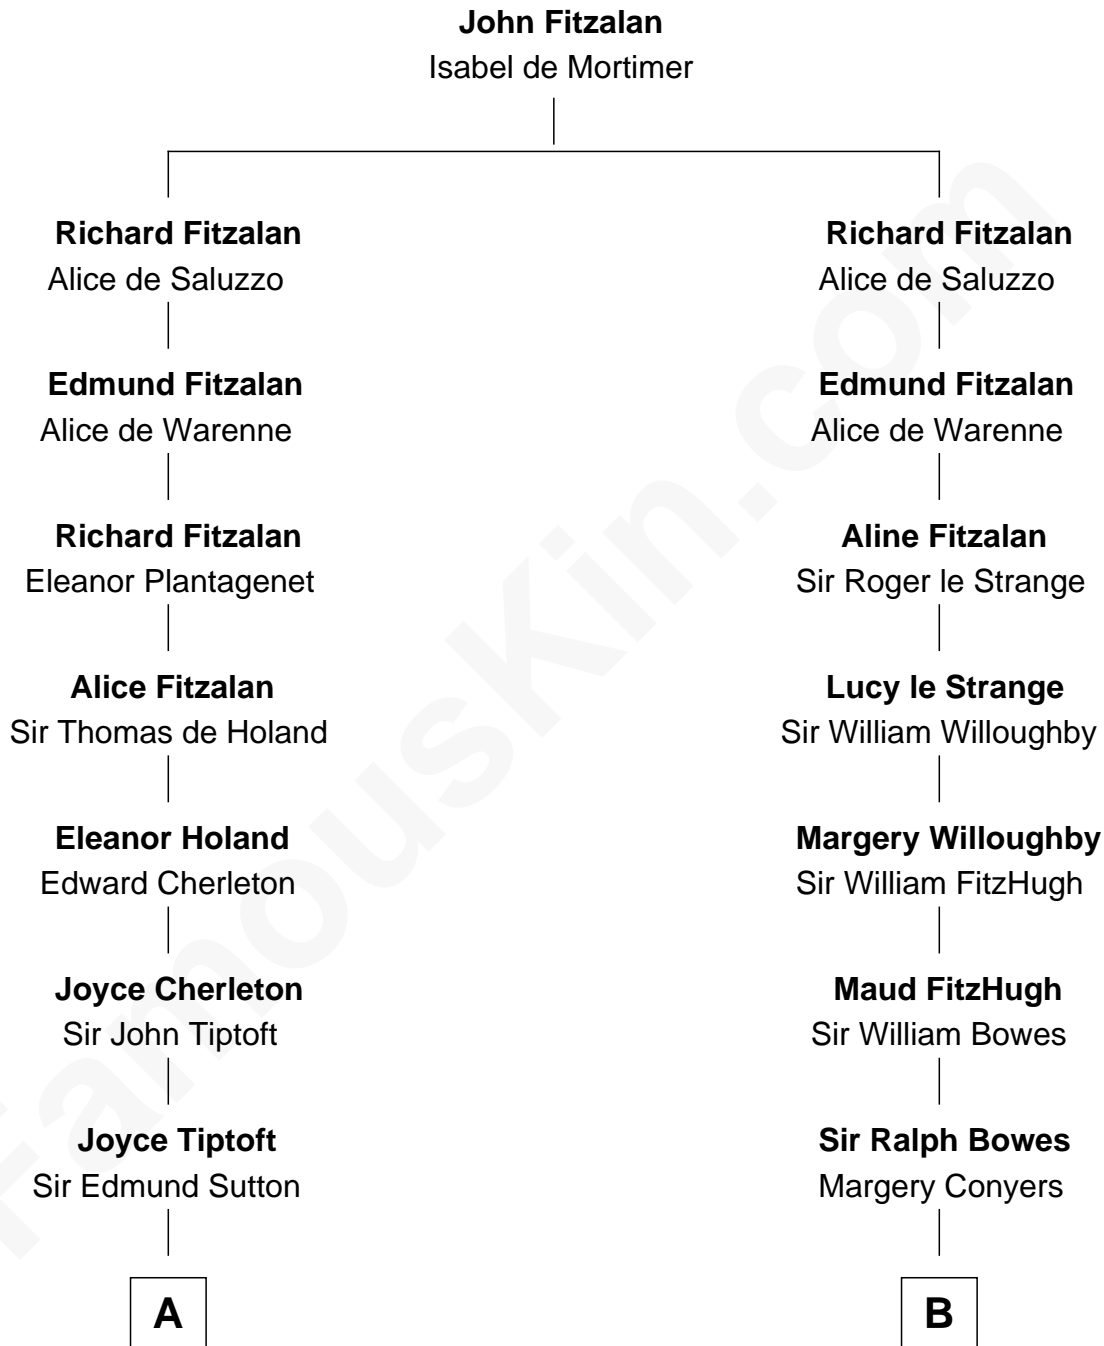 John Fitzalan
Isabel de Mortimer
Richard Fitzalan
Alice de Saluzzo
Edmund Fitzalan
Alice de Warenne
Richard Fitzalan
Eleanor Plantagenet
Alice Fitzalan
Sir Thomas de Holand
Eleanor Holand
Edward Cherleton
Joyce Cherleton
Sir John Tiptoft
Joyce Tiptoft
Sir Edmund Sutton
A
Richard Fitzalan
Alice de Saluzzo
Edmund Fitzalan
Alice de Warenne
Aline Fitzalan
Sir Roger le Strange
Lucy le Strange
Sir William Willoughby
Margery Willoughby
Sir William FitzHugh
Maud FitzHugh
Sir William Bowes
Sir Ralph Bowes
Margery Conyers
B
FamousKin.com